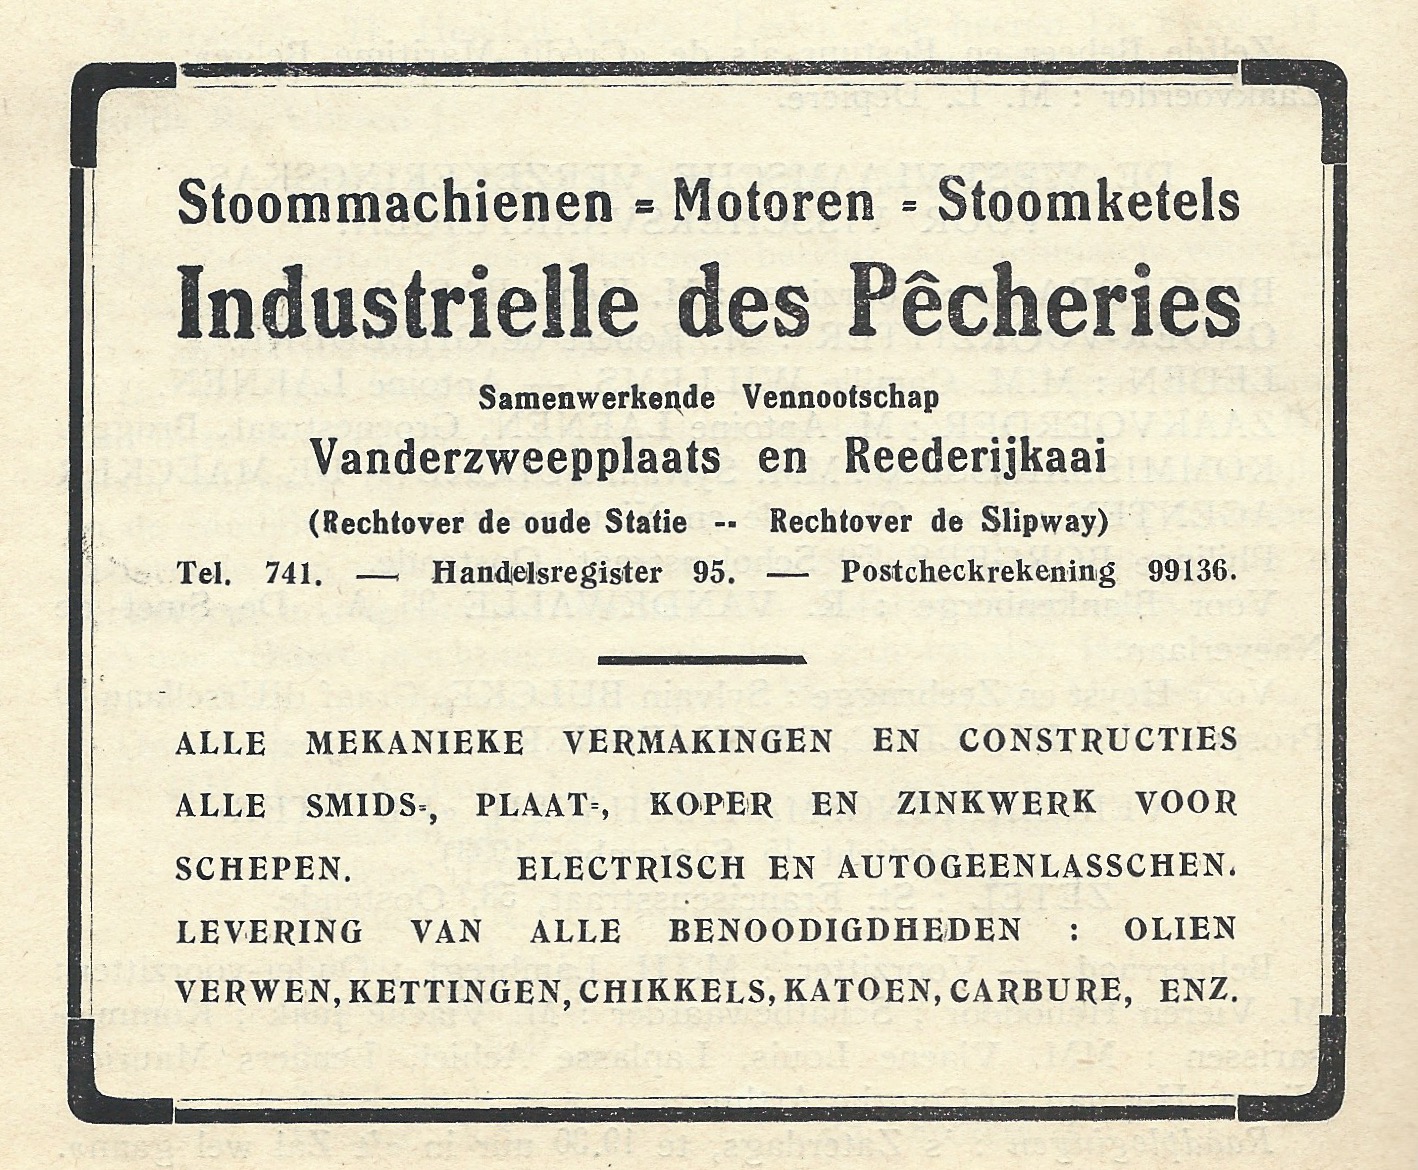 Stoommachienen = Motoren = Stoomketels
Industrielle des Pêcheries
Samenwerkende Vennootschap
Vanderzweepplaats en Reederijkaai
(Rechtover de oude Statie -- Rechtover de Slipway)
Tel. 741. — Handelsregister 95. — Postcheckrekening 99136.
ALLE MEKANIEKE VERMAKINGEN EN CONSTRUCTIES
ALLE SMIDS=, PLAAT=, KOPER EN ZINKWERK VOOR
SCHEPEN. ELECTRISCH EN AUTOGEENLASSCHEN.
LEVERING VAN ALLE BENOODIGDHEDEN : OLIEN
VERWEN, KETTINGEN, CHIKKELS, KATOEN, CARBURE, ENZ.